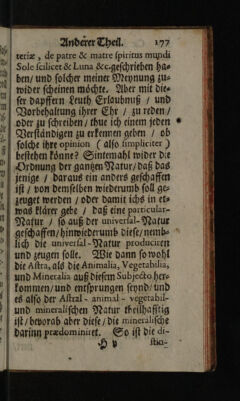 Anderer Theil. 177
teriæ, de patre & matre spiritus mundi
Sole scilicet & Luna &c. geschrieben ha-
ben / und solcher meiner Meynung zu-
wider scheinen möchte. Aber mit die-
ser dapffern Leuth Erlaubnuß / und
Vorbehaltung ihrer Ehr / zu reden /
oder zu schreiben / thue ich einem jeden
Verständigen zu erkennen geben / ob
solche ihre opinion (also simpliciter)
bestehen könne? Sintemahl wider die
Ordnung der gantzen Natur / daß das
jenige / daraus ein anders geschaffen
ist / von demselben wiederumb soll ge-
zeuget werden / oder damit ichs in et-
was klärer gebe / daß eine particular-
Natur / so auß der universal-Natur
geschaffen / hinwiederumb diese / nemb-
lich die universal-Natur produciren
und zeugen solle. Wie dann so wohl
die Astra, als die Animalia, Vegetabilia,
und Mineralia auß diesem Subjecto her-
kommen / und entsprungen seynd / und
es also der Astral-animal-vegetabil-
und mineralischen Natur theilhafftig
ist / bevorab aber diese / die mineralische
darinn prædominiret. So ist die di-
H v stin-